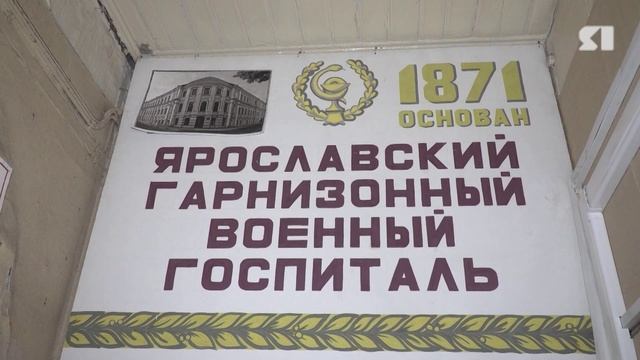 1871
ОСНОВАН
ЯРОСЛАВСКИЙ
ГАРНИЗОННЫЙ
ВОЕННЫЙ
ГОСПИТАЛЬ